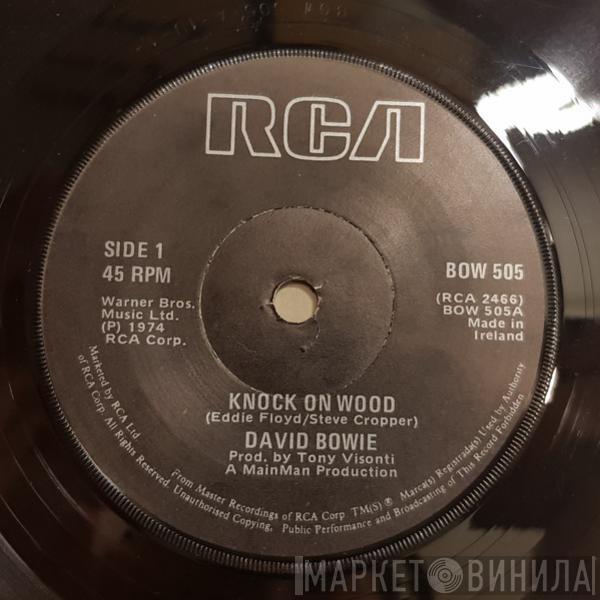 RCA
SIDE 1
45 RPM
BOW 505
Warner Bros.
Music Ltd.
(P) 1974
RCA Corp.
(RCA 2466)
BOW 505A
Made in
Ireland
KNOCK ON WOOD
(Eddie Floyd/Steve Cropper)
DAVID BOWIE
Prod. by Tony Visonti
A MainMan Production
Marketed by RCA Ltd.
of RCA Corp. All Rights Reserved.
From Master Recordings of RCA Corp. TM(S) ® Marca(s) Registrada(s) Used by Authority
Unauthorised Copying, Public Performance and Broadcasting of This Record Forbidden
МАРКЕТ ВИНИЛА